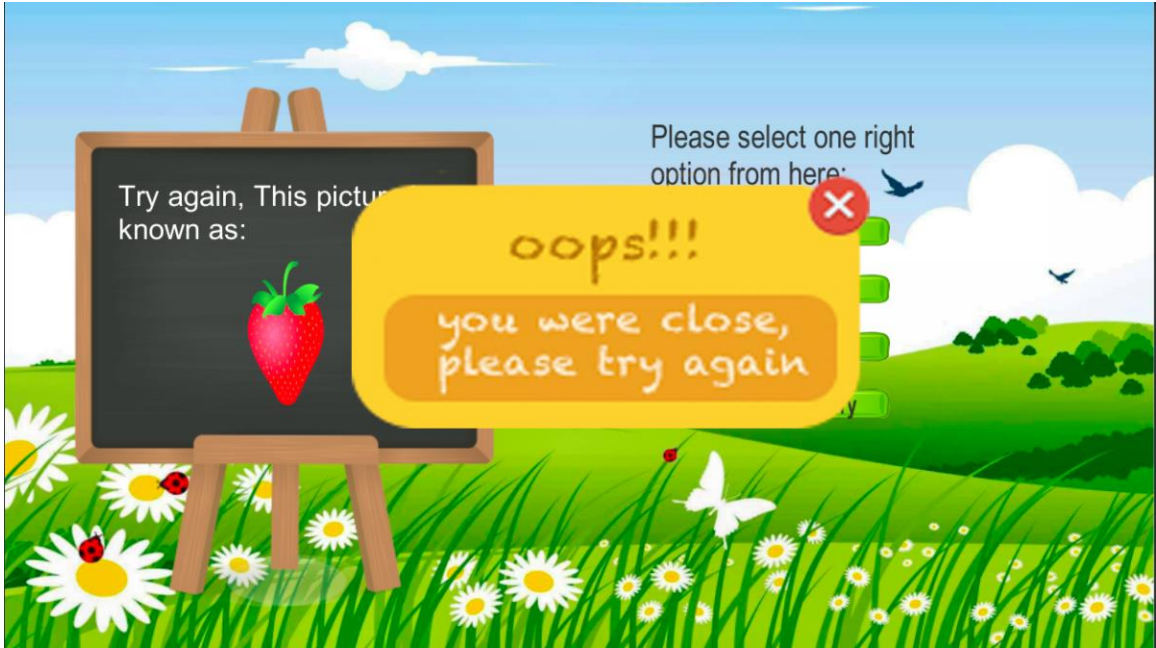 Try again, This pictur
known as:
Please select one right
option from here:
oops!!!
you were close,
please try again